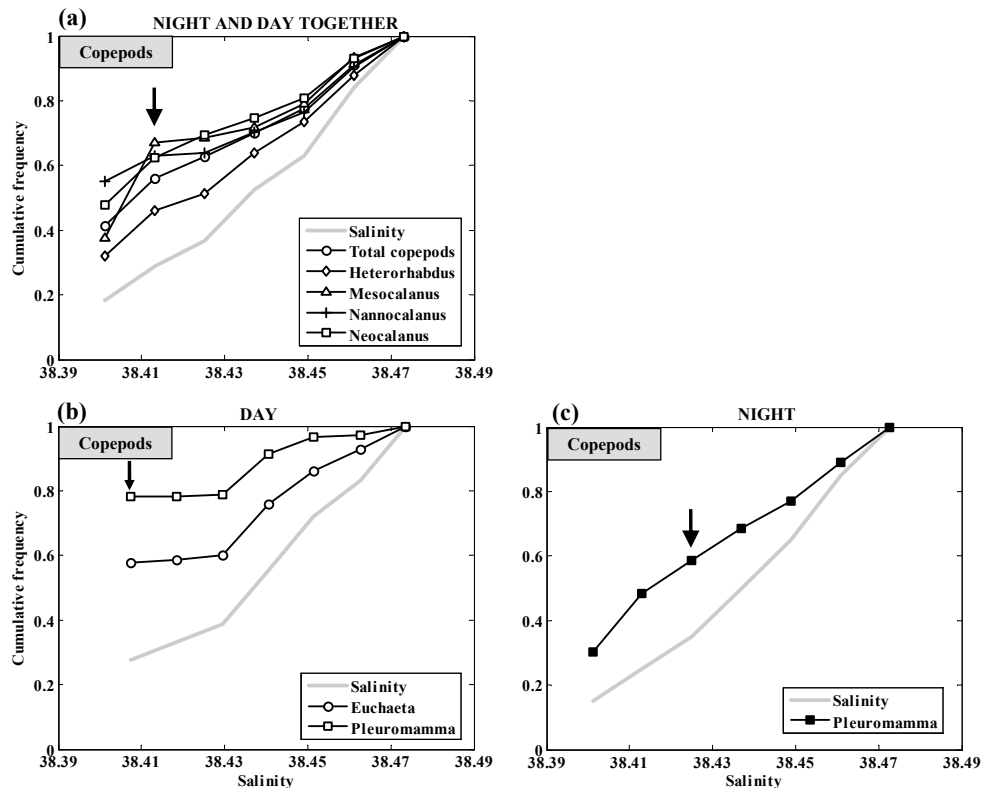 (a)
NIGHT AND DAY TOGETHER
Copepods
Cumulative frequency
1
0.8
0.6
0.4
0.2
0
38.39 38.41 38.43 38.45 38.47 38.49
Salinity
Total copepods
Heterorhabdus
Mesocalanus
Nannocalanus
Neocalanus
(b)
DAY
Copepods
Cumulative frequency
1
0.8
0.6
0.4
0.2
0
38.39 38.41 38.43 38.45 38.47 38.49
Salinity
Salinity
Euchaeta
Pleuromamma
(c)
NIGHT
Copepods
1
0.8
0.6
0.4
0.2
0
38.39 38.41 38.43 38.45 38.47 38.49
Salinity
Salinity
Pleuromamma